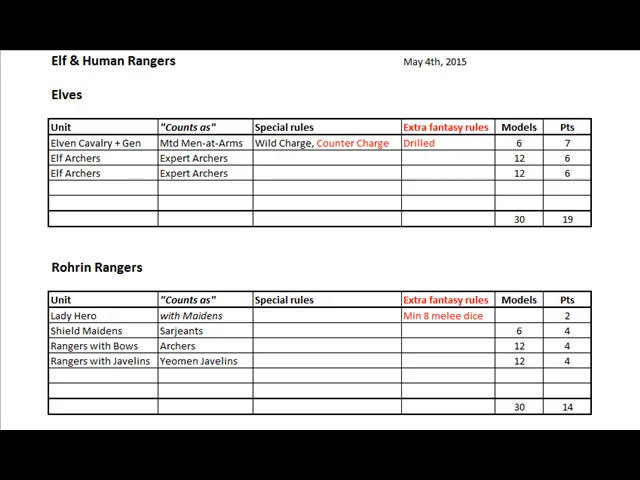 Elf & Human Rangers May 4th, 2015
Elves
Unit "Counts as" Special rules Extra fantasy rules Models Pts
Elven Cavalry + Gen Mtd Men-at-Arms Wild Charge, Counter Charge Drilled 6 7
Elf Archers Expert Archers 12 6
Elf Archers Expert Archers 12 6
30 19
Rohrin Rangers
Unit "Counts as" Special rules Extra fantasy rules Models Pts
Lady Hero with Maidens Min 8 melee dice 2
Shield Maidens Sarjeants 6 4
Rangers with Bows Archers 12 4
Rangers with Javelins Yeomen Javelins 12 4
30 14